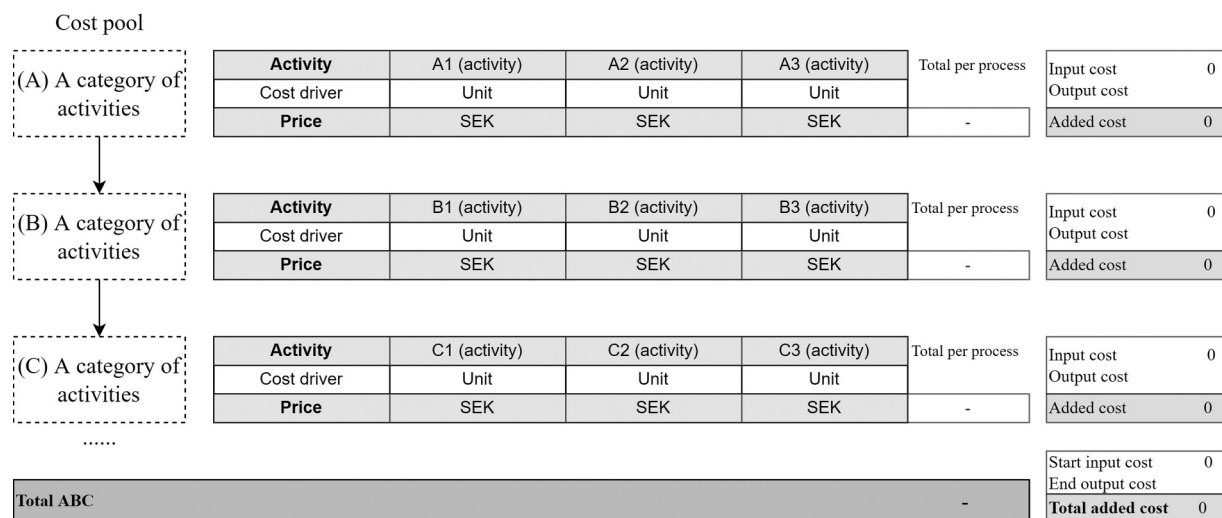 Cost pool
(A) A category of
activities
Activity A1 (activity) A2 (activity) A3 (activity) Total per process
Cost driver Unit Unit Unit
Price SEK SEK SEK -
Input cost 0
Output cost
Added cost 0
(B) A category of
activities
Activity B1 (activity) B2 (activity) B3 (activity) Total per process
Cost driver Unit Unit Unit
Price SEK SEK SEK -
Input cost 0
Output cost
Added cost 0
(C) A category of
activities
Activity C1 (activity) C2 (activity) C3 (activity) Total per process
Cost driver Unit Unit Unit
Price SEK SEK SEK -
Input cost 0
Output cost
Added cost 0
......
Total ABC -
Start input cost 0
End output cost
Total added cost 0